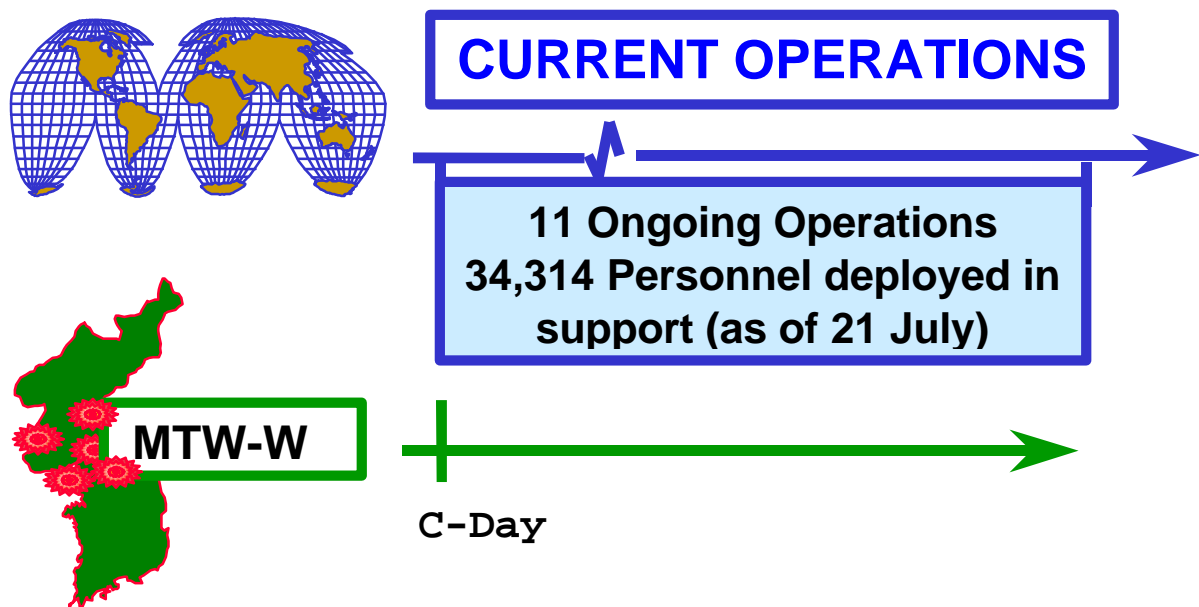 CURRENT OPERATIONS
11 Ongoing Operations
34,314 Personnel deployed in
support (as of 21 July)
MTW-W
C-Day